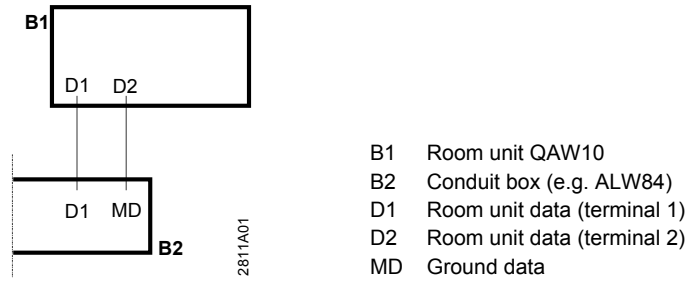 B1
D1 D2
D1 MD
B2
2811A01
B1 Room unit QAW10
B2 Conduit box (e.g. ALW84)
D1 Room unit data (terminal 1)
D2 Room unit data (terminal 2)
MD Ground data